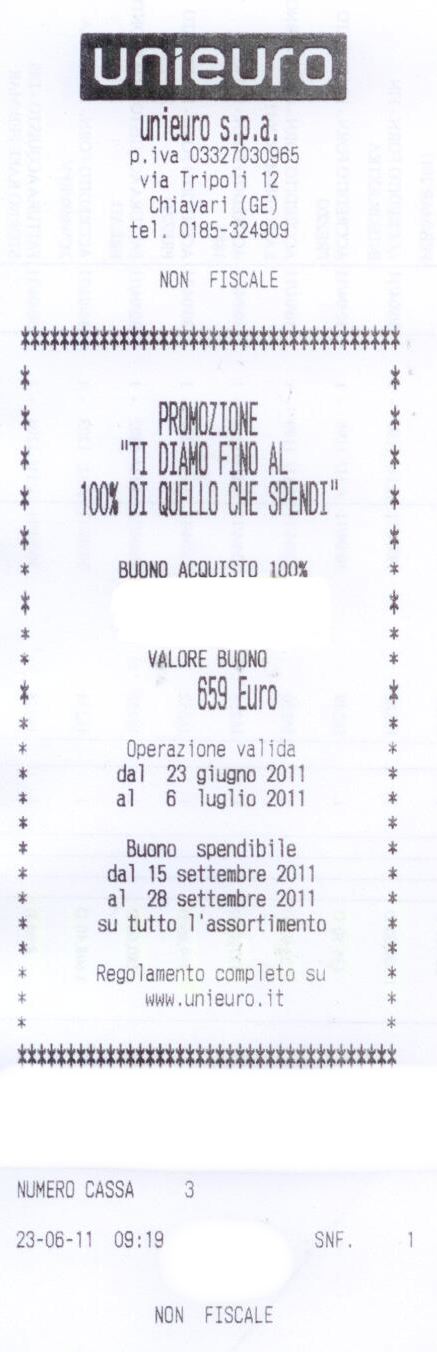 unieuro
unieuro s.p.a.
p.iva 03327030965
via Tripoli 12
Chiavari (GE)
tel. 0185-324909
NON FISCALE
***************************************
PROMOZIONE
"TI DIAMO FINO AL
100% DI QUELLO CHE SPENDI"
BUONO ACQUISTO 100%
VALORE BUONO
659 Euro
Operazione valida
dal 23 giugno 2011
al 6 luglio 2011
Buono spendibile
dal 15 settembre 2011
al 28 settembre 2011
su tutto l'assortimento
Regolamento completo su
www.unieuro.it
***************************************
NUMERO CASSA 3
23-06-11 09:19 SNF. 1
NON FISCALE